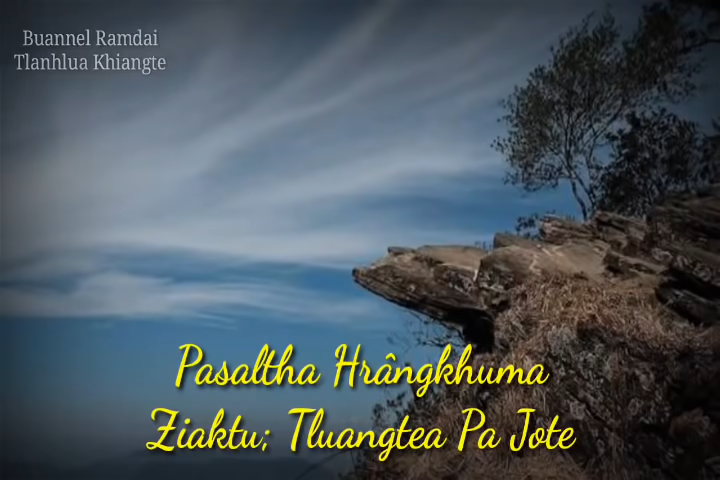 Buannel Ramdai
Tlanhlua Khiangte
Pasaltha Hrângkhuma
Ziaktu; Tluangtea Pa Jote